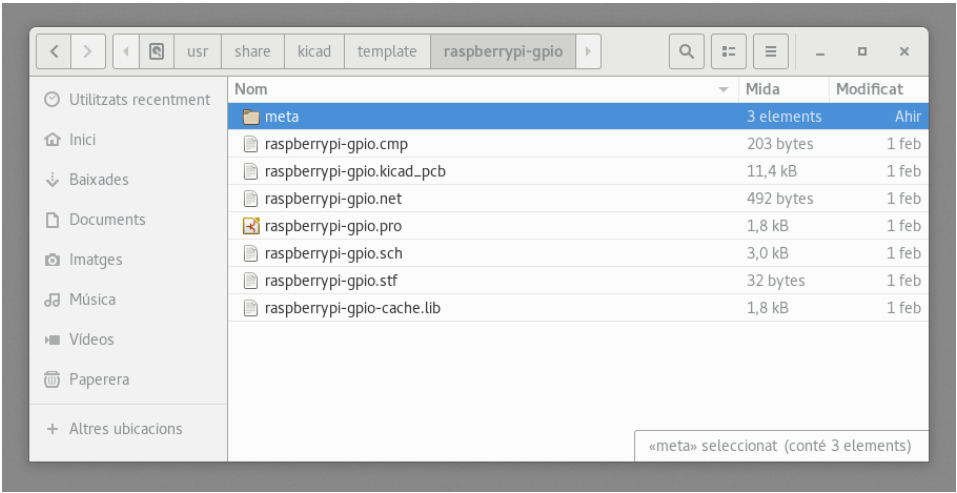 usr share kicad template raspberrypi-gpio
Nom Mida Modificat
Utilitzats recentment
Inici
Baixades
Documents
Imatges
Música
Vídeos
Paperera
+ Altres ubicacions
meta 3 elements Ahir
raspberrypi-gpio.cmp 203 bytes 1 feb
raspberrypi-gpio.kicad_pcb 11,4 kB 1 feb
raspberrypi-gpio.net 492 bytes 1 feb
raspberrypi-gpio.pro 1,8 kB 1 feb
raspberrypi-gpio.sch 3,0 kB 1 feb
raspberrypi-gpio.stf 32 bytes 1 feb
raspberrypi-gpio-cache.lib 1,8 kB 1 feb
«meta» seleccionat (conté 3 elements)